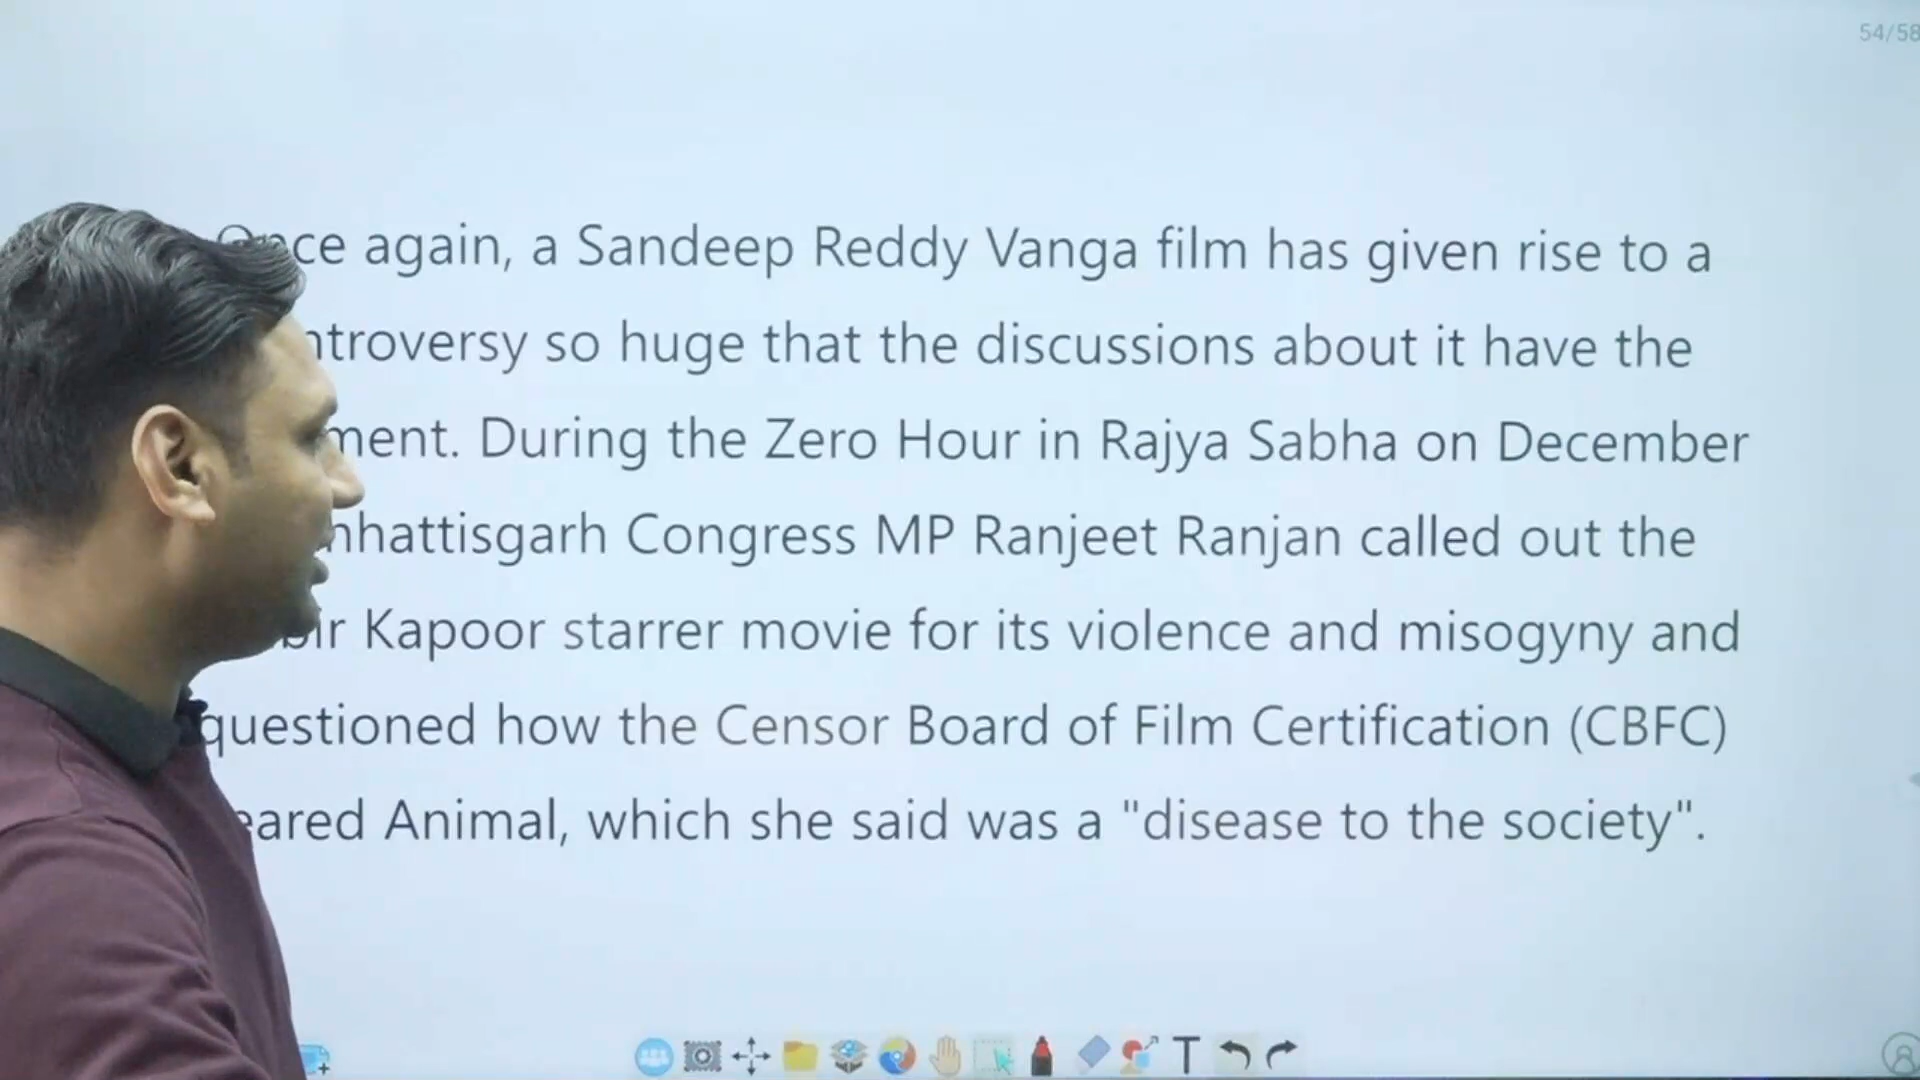 54/58
Once again, a Sandeep Reddy Vanga film has given rise to a
troversy so huge that the discussions about it have the
ment. During the Zero Hour in Rajya Sabha on December
hhattisgarh Congress MP Ranjeet Ranjan called out the
bir Kapoor starrer movie for its violence and misogyny and
questioned how the Censor Board of Film Certification (CBFC)
eared Animal, which she said was a "disease to the society".
T